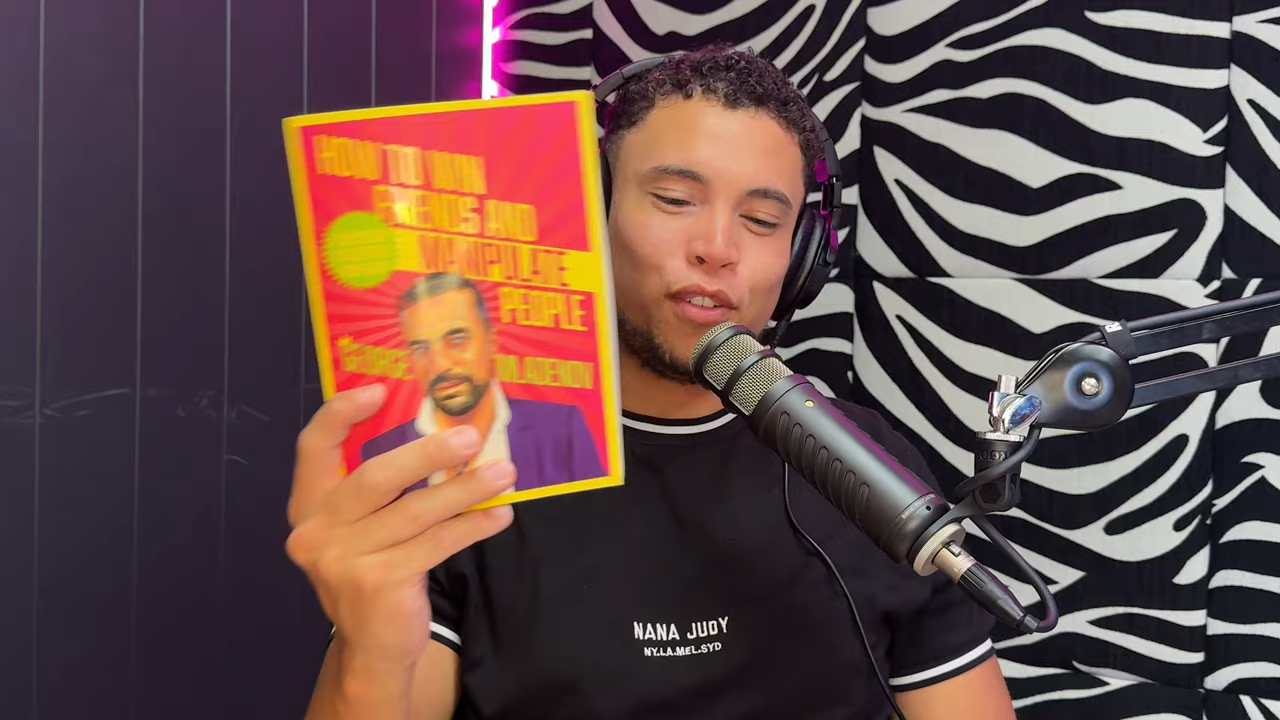 HOW TO WIN
FRIENDS AND
MANIPULATE
PEOPLE
GEORGE MLADENOV
NANA JUDY
NY.LA.MEL.SYD